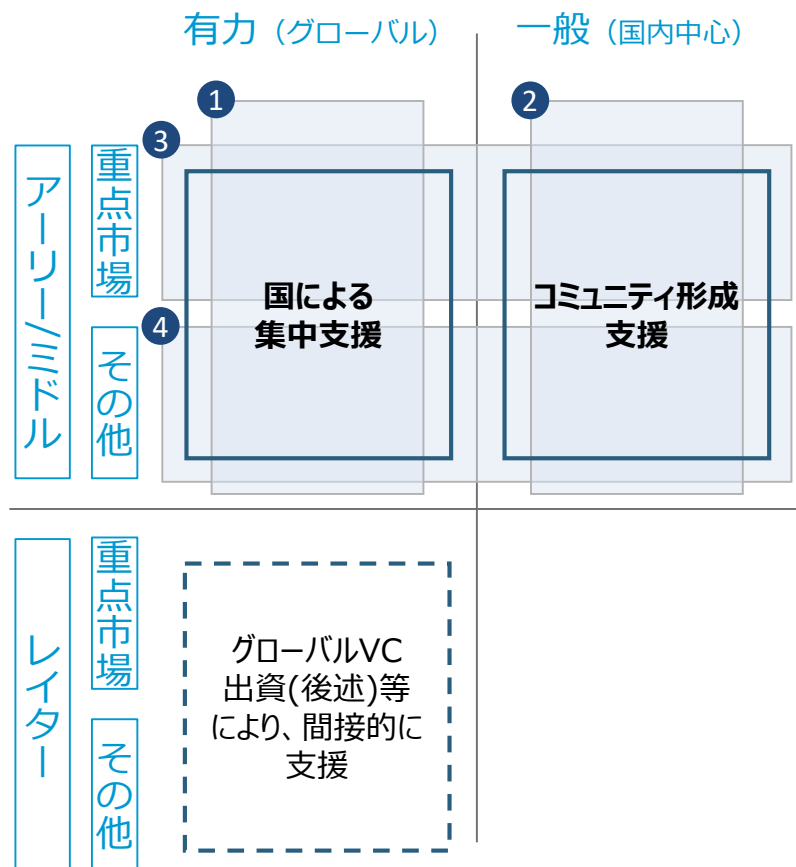 有力（グローバル）
一般（国内中心）
1
2
3
4
アーリー/ミドル
重点市場
その他
国による
集中支援
コミュニティ形成
支援
レイター
重点市場
その他
グローバルVC
出資(後述)等
により、間接的に
支援